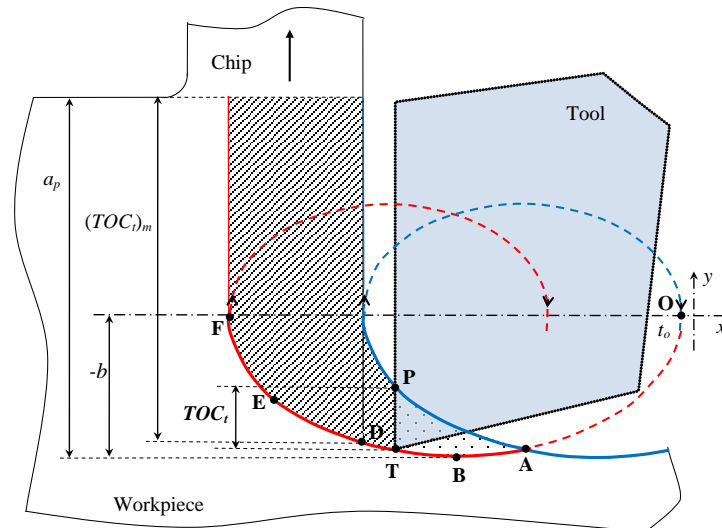 Chip
Tool
a_p
(TOC_t)_m
y
O
F
t_o
x
P
-b
TOC_t
E
D
T
B
A
Workpiece